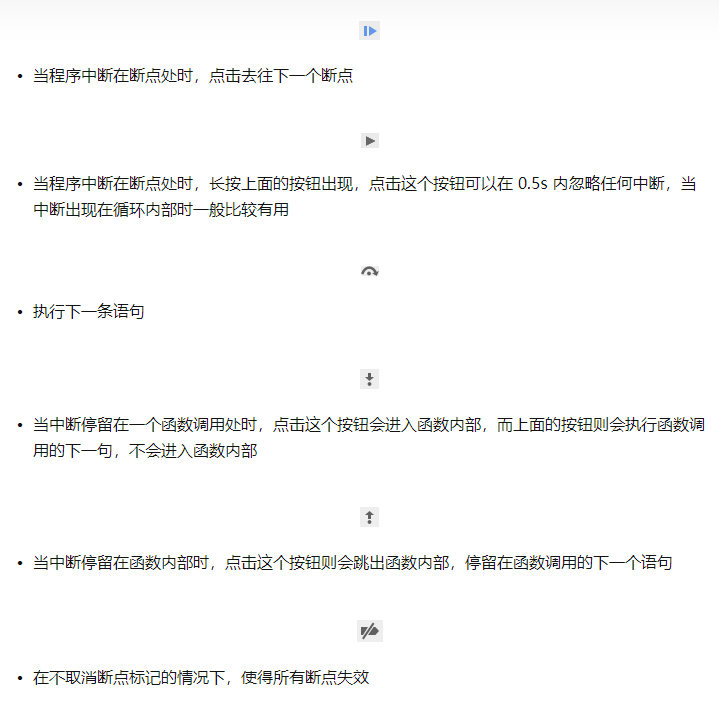 • 当程序中断在断点处时，点击去往下一个断点
• 当程序中断在断点处时，长按上面的按钮出现，点击这个按钮可以在 0.5s 内忽略任何中断，当
中断出现在循环内部时一般比较有用
• 执行下一条语句
• 当中断停留在一个函数调用处时，点击这个按钮会进入函数内部，而上面的按钮则会执行函数调
用的下一句，不会进入函数内部
• 当中断停留在函数内部时，点击这个按钮则会跳出函数内部，停留在函数调用的下一个语句
• 在不取消断点标记的情况下，使得所有断点失效